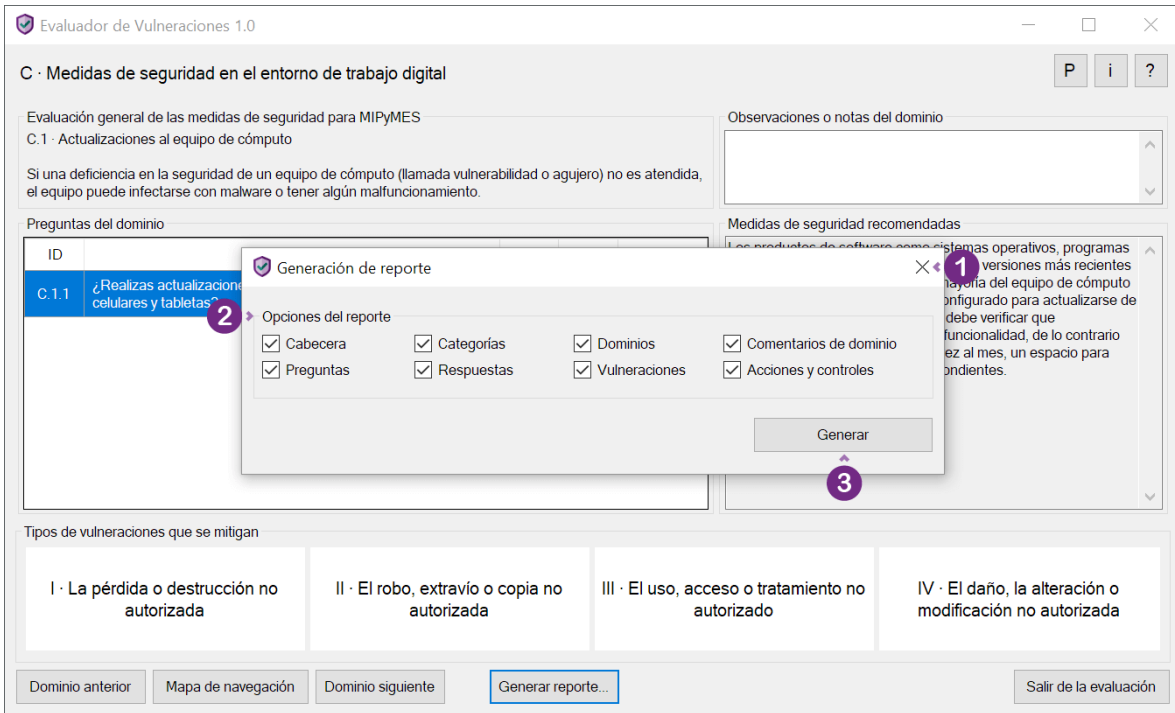 Evaluador de Vulneraciones 1.0
C · Medidas de seguridad en el entorno de trabajo digital
P i ?
Evaluación general de las medidas de seguridad para MIPyMES
C.1 · Actualizaciones al equipo de cómputo
Si una deficiencia en la seguridad de un equipo de cómputo (llamada vulnerabilidad o agujero) no es atendida,
el equipo puede infectarse con malware o tener algún malfuncionamiento.
Observaciones o notas del dominio
Preguntas del dominio
ID
C.1.1
¿Realizas actualizacione
celulares y tabletas?
Medidas de seguridad recomendadas
Los productos de software como sistemas operativos, programas
versiones más recientes
mayoría del equipo de cómputo
onfigurado para actualizarse de
debe verificar que
funcionalidad, de lo contrario
ez al mes, un espacio para
pondientes.
Generación de reporte
1
2
Opciones del reporte
Cabecera Categorías Dominios Comentarios de dominio
Preguntas Respuestas Vulneraciones Acciones y controles
Generar
3
Tipos de vulneraciones que se mitigan
I · La pérdida o destrucción no
autorizada
II · El robo, extravío o copia no
autorizada
III · El uso, acceso o tratamiento no
autorizado
IV · El daño, la alteración o
modificación no autorizada
Dominio anterior Mapa de navegación Dominio siguiente Generar reporte... Salir de la evaluación